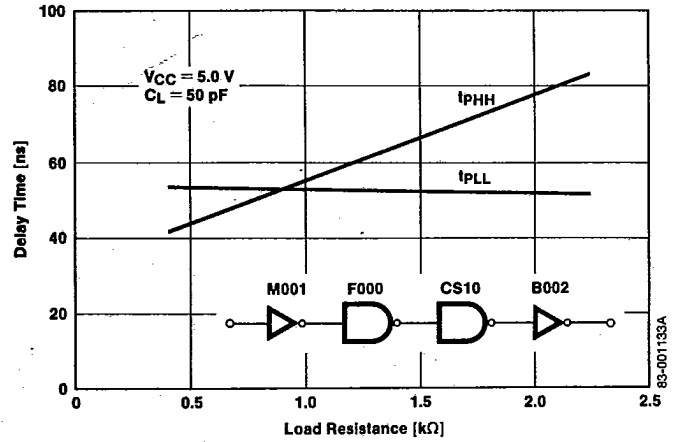 100
80
60
40
20
0
Delay Time [ns]
VCC = 5.0 V
CL = 50 pF
tPHH
tPLL
M001 F000 CS10 B002
0 0.5 1.0 1.5 2.0 2.5
Load Resistance [kΩ]
83-001133A